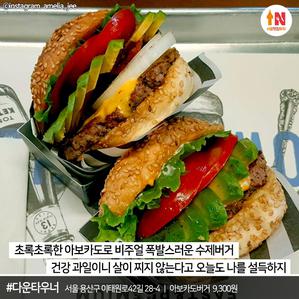 @instagram_amelia_jee
초록초록한 아보카도로 비주얼 폭발스러운 수제버거
건강 과일이니 살이 찌지 않는다고 오늘도 나를 설득하지
#다운타우너
서울 용산구 이태원로42길 28-4 | 아보카도버거 9,300원